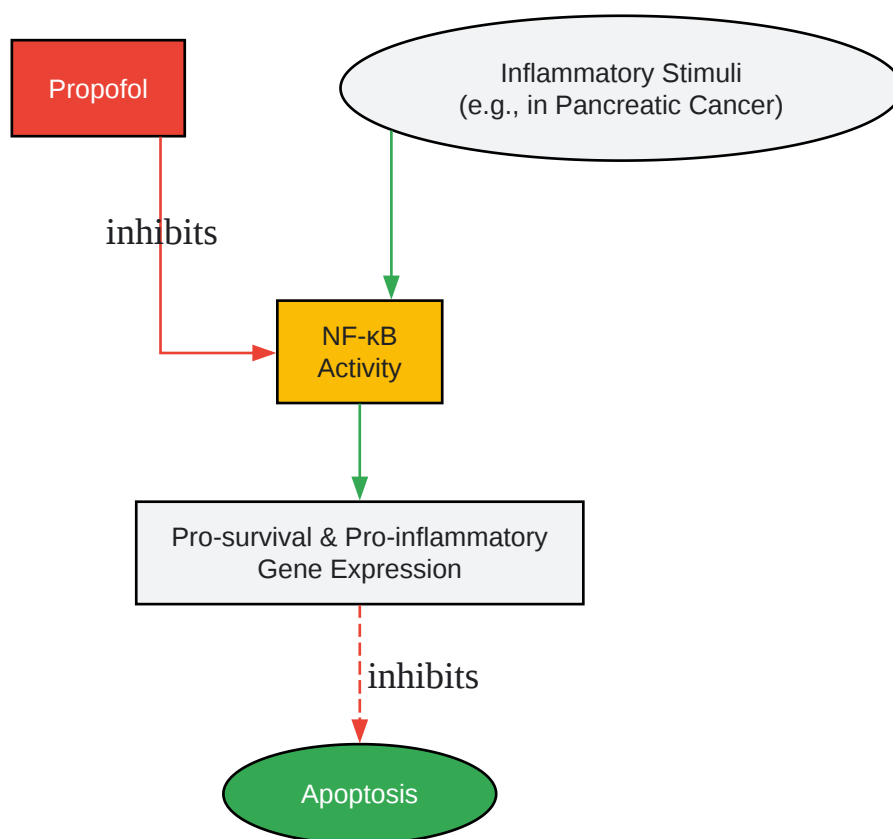 Propofol
Inflammatory Stimuli
(e.g., in Pancreatic Cancer)
inhibits
NF-κB
Activity
Pro-survival & Pro-inflammatory
Gene Expression
inhibits
Apoptosis